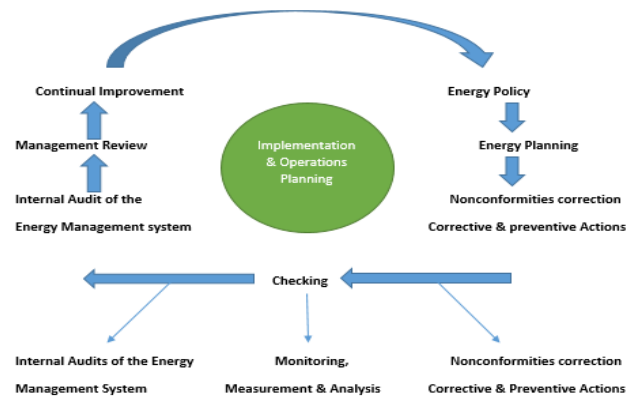 Continual Improvement
Energy Policy
Implementation
& Operations
Planning
Management Review
Energy Planning
Internal Audit of the
Energy Management system
Nonconformities correction
Corrective & preventive Actions
Checking
Internal Audits of the Energy
Management System
Monitoring,
Measurement & Analysis
Nonconformities correction
Corrective & Preventive Actions